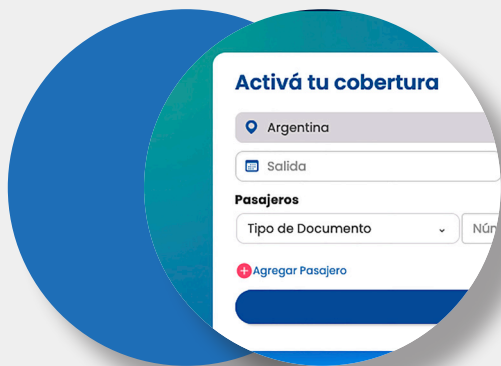 Activá tu cobertura
Argentina
Salida
Pasajeros
Tipo de Documento
Agregar Pasajero